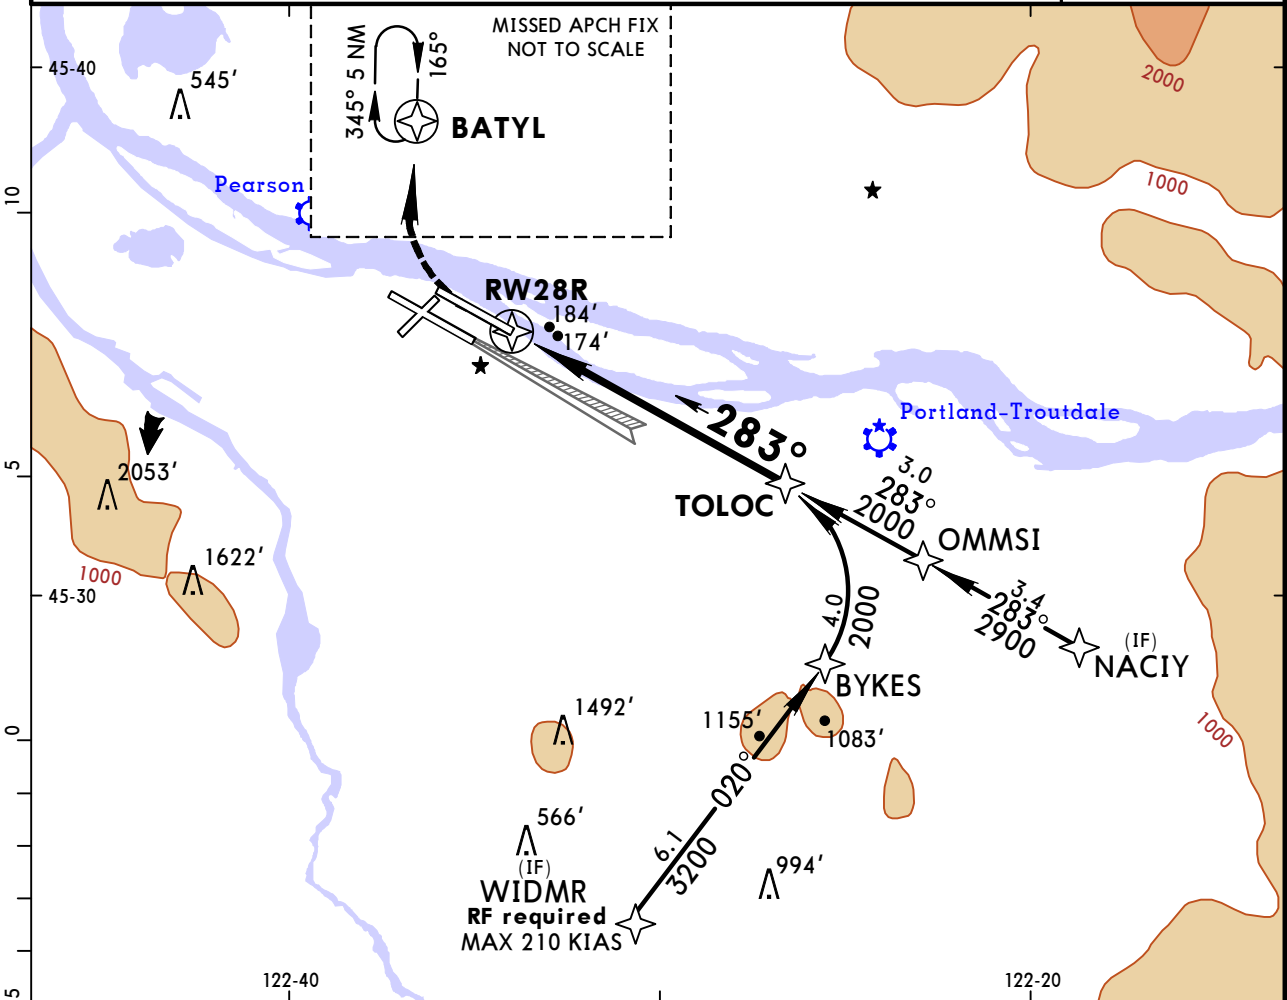 MISSED APCH FIX
NOT TO SCALE
345° 5 NM
165°
BATYL
45-40
545'
2000
1000
Pearson
10
RW28R
184'
174'
283°
Portland-Troutdale
3.0
283°
2000
TOLOC
OMMSI
5
2053'
1622'
1000
45-30
4.0
2000
3.4
283°
2900
(IF)
NACIY
BYKES
1492'
1155'
1083'
1000
0
020°
6.1
3200
566'
(IF)
WIDMR
RF required
MAX 210 KIAS
994'
122-40
122-20
5